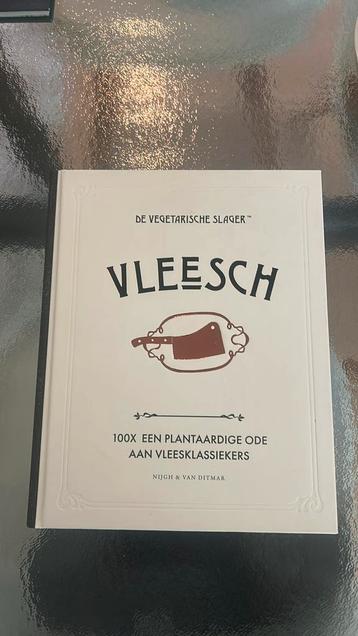 DE VEGETARISCHE SLAGER™
VLEESCH
100X EEN PLANTAARDIGE ODE
AAN VLEESKLASSIEKERS
NIJGH & VAN DITMAR